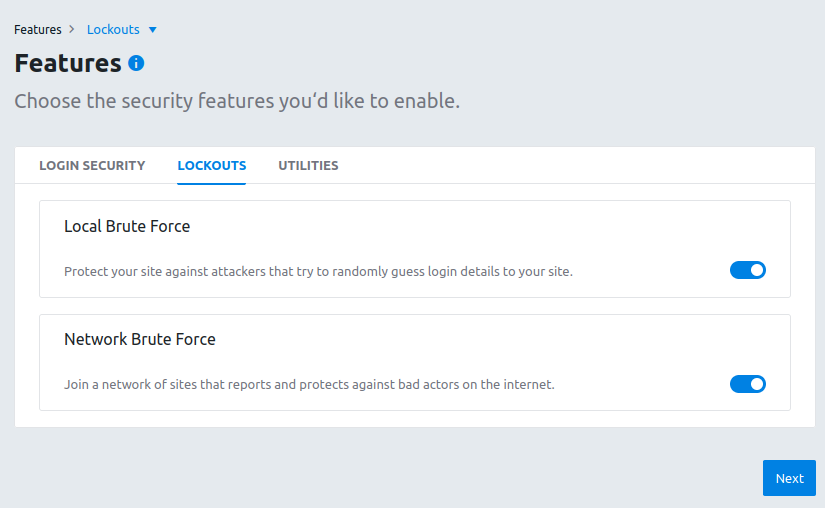 Features > Lockouts
Features
Choose the security features you‘d like to enable.
LOGIN SECURITY LOCKOUTS UTILITIES
Local Brute Force
Protect your site against attackers that try to randomly guess login details to your site.
Network Brute Force
Join a network of sites that reports and protects against bad actors on the internet.
Next